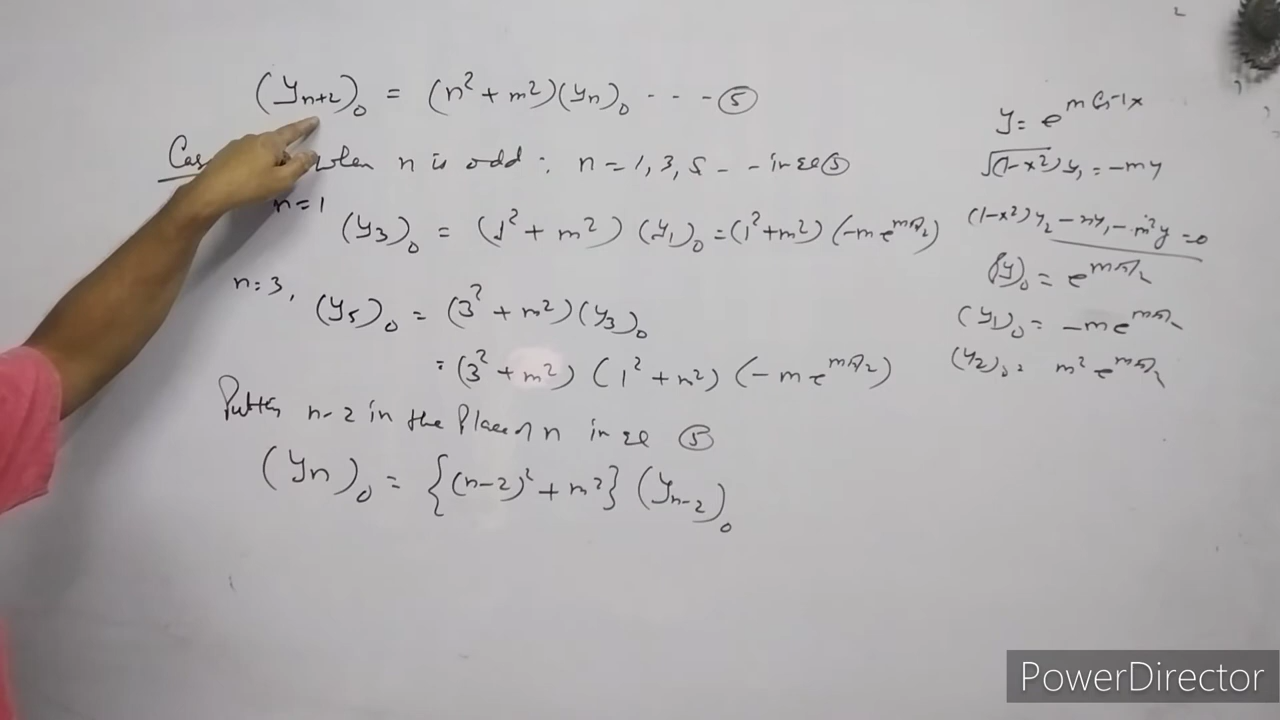 (yn+2)₀ = (n² + m²)(yn)₀ - - - ⑤
Cas when n is odd : n = 1, 3, 5 - - in eq ⑤
n=1 (y₃)₀ = (1² + m²) (y₁)₀ = (1² + m²) (-m e^mπ/2)
n=3, (y₅)₀ = (3² + m²)(y₃)₀
= (3² + m²) (1² + m²) (-m e^mπ/2)
n-2 in the Place of n in eq ⑤
(yn)₀ = {(n-2)² + m²} (yn-2)₀
y = e^m cos⁻¹x
√(1-x²) y₁ = -my
(1-x²)y₂ - xy₁ - m²y = 0
(y)₀ = e^mπ/2
(y₁)₀ = -m e^mπ/2
(y₂)₀ = m² e^mπ/2
PowerDirector